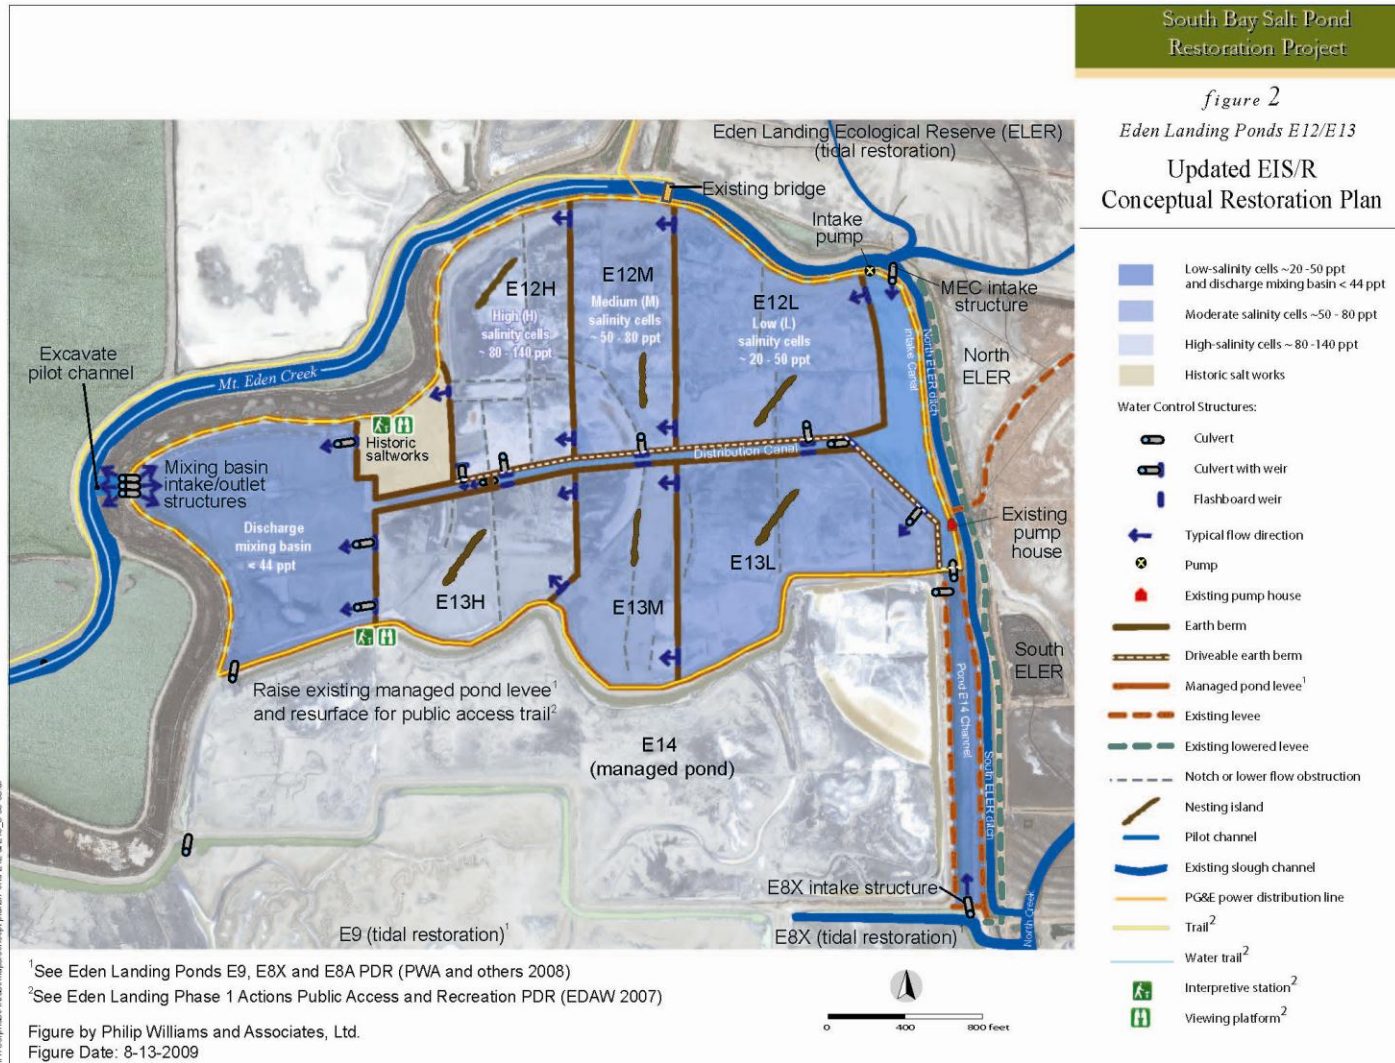 South Bay Salt Pond
Restoration Project
figure 2
Eden Landing Ponds E12/E13
Updated EIS/R
Conceptual Restoration Plan
Low-salinity cells ~20 -50 ppt
and discharge mixing basin < 44 ppt
Moderate salinity cells ~50 - 80 ppt
High-salinity cells ~ 80 -140 ppt
Historic salt works
Water Control Structures:
Culvert
Culvert with weir
Flashboard weir
Typical flow direction
Pump
Existing pump house
Earth berm
Driveable earth berm
Managed pond levee1
Existing levee
Existing lowered levee
Notch or lower flow obstruction
Nesting island
Pilot channel
Existing slough channel
PG&E power distribution line
Trail2
Water trail2
Interpretive station2
Viewing platform2
Eden Landing Ecological Reserve (ELER)
(tidal restoration)
Existing bridge
Intake
pump
MEC intake
structure
E12H
High (H)
salinity cells
~ 80 - 140 ppt
E12M
Medium (M)
salinity cells
~ 50 - 80 ppt
E12L
Low (L)
salinity cells
~ 20 - 50 ppt
Intake Canal
North ELER ditch
North
ELER
Excavate
pilot channel
Mt. Eden Creek
Historic
saltworks
Distribution Canal
Mixing basin
intake/outlet
structures
Discharge
mixing basin
< 44 ppt
Existing
pump
house
E13H
E13M
E13L
South
ELER
Pond E14 Channel
South ELER ditch
Raise existing managed pond levee1
and resurface for public access trail2
E14
(managed pond)
E8X intake structure
E9 (tidal restoration)1
E8X (tidal restoration)1
North Creek
1See Eden Landing Ponds E9, E8X and E8A PDR (PWA and others 2008)
2See Eden Landing Phase 1 Actions Public Access and Recreation PDR (EDAW 2007)
Figure by Philip Williams and Associates, Ltd.
Figure Date: 8-13-2009
0 400 800 feet